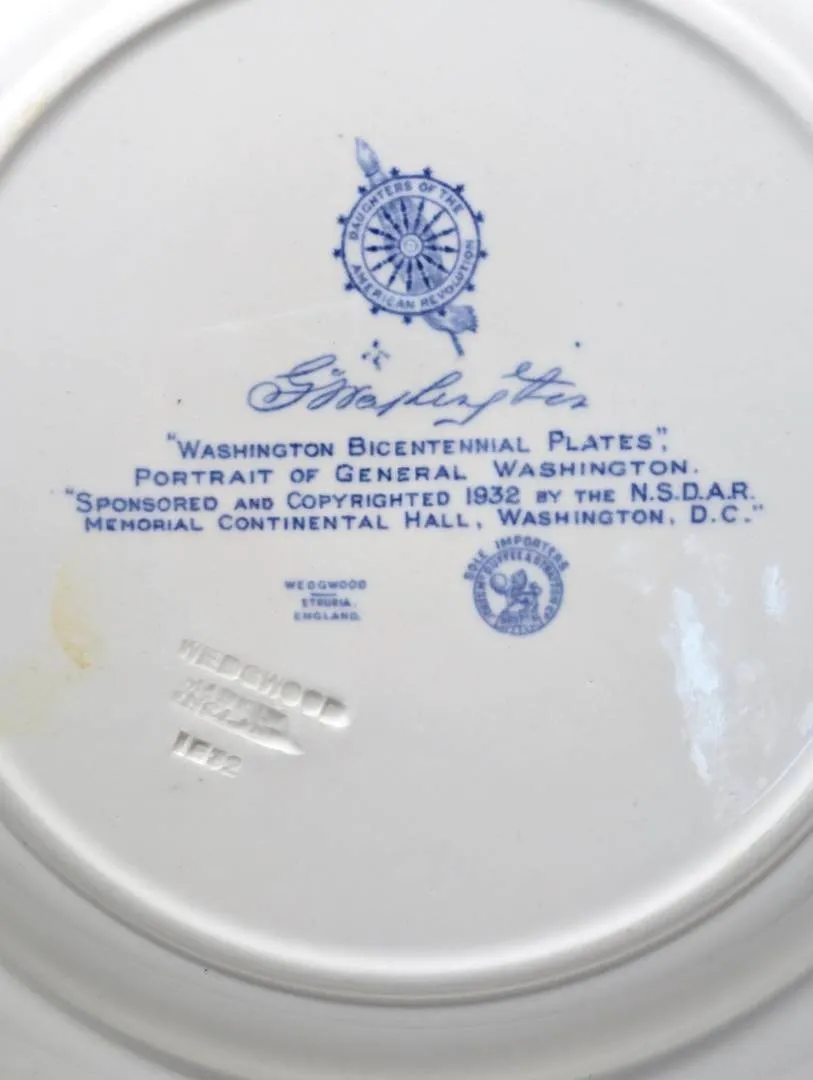 DAUGHTERS OF THE
AMERICAN REVOLUTION
G Washington
"WASHINGTON BICENTENNIAL PLATES",
PORTRAIT OF GENERAL WASHINGTON.
"SPONSORED AND COPYRIGHTED 1932 BY THE N.S.D.A.R.
MEMORIAL CONTINENTAL HALL, WASHINGTON, D.C."
SOLE IMPORTERS
WEDGWOOD
ETRURIA.
ENGLAND.
WEDGWOOD